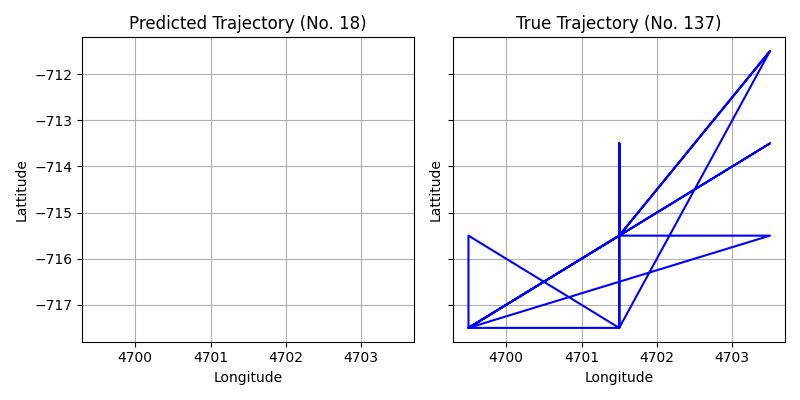 Predicted Trajectory (No. 18)
−712
−713
−714
−715
−716
−717
Lattitude
4700
4701
4702
4703
Longitude
True Trajectory (No. 137)
Lattitude
4700
4701
4702
4703
Longitude